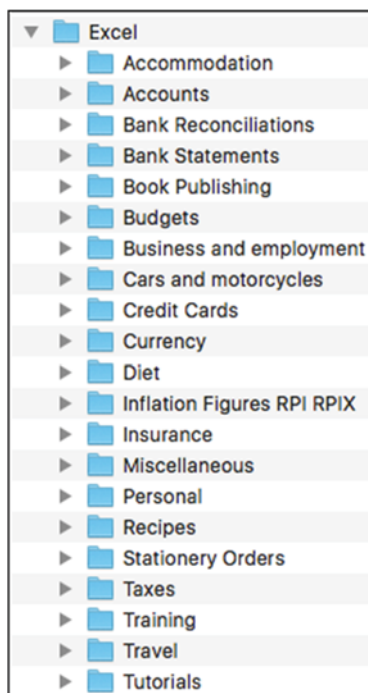 Excel
Accommodation
Accounts
Bank Reconciliations
Bank Statements
Book Publishing
Budgets
Business and employment
Cars and motorcycles
Credit Cards
Currency
Diet
Inflation Figures RPI RPIX
Insurance
Miscellaneous
Personal
Recipes
Stationery Orders
Taxes
Training
Travel
Tutorials